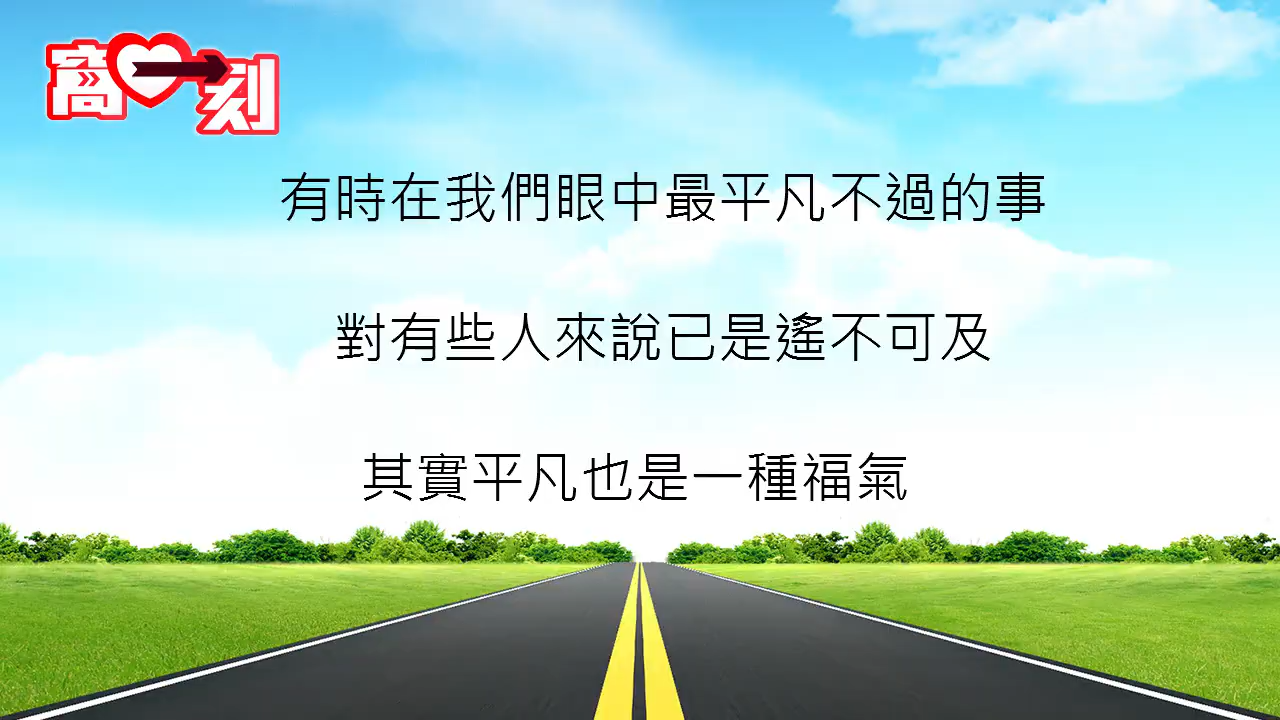 窩心一刻
有時在我們眼中最平凡不過的事
對有些人來說已是遙不可及
其實平凡也是一種福氣